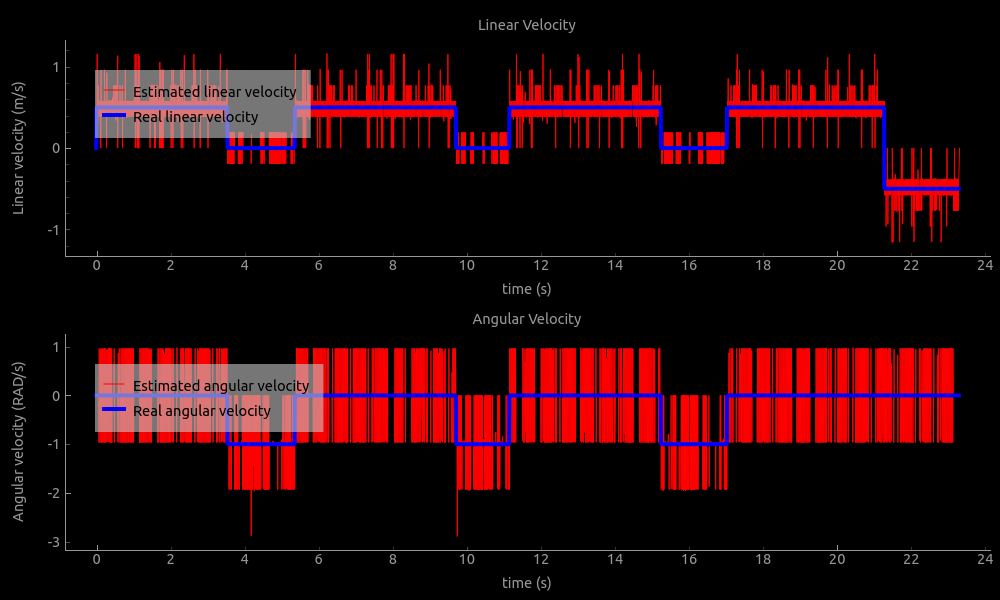 Linear Velocity
Linear velocity (m/s)
1
0
-1
Estimated linear velocity
Real linear velocity
0 2 4 6 8 10 12 14 16 18 20 22 24
time (s)
Angular Velocity
Angular velocity (RAD/s)
1
0
-1
-2
-3
Estimated angular velocity
Real angular velocity
0 2 4 6 8 10 12 14 16 18 20 22 24
time (s)